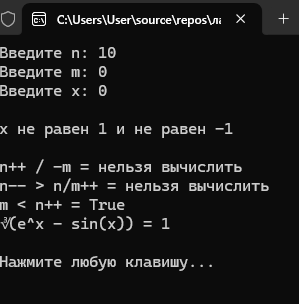 C:\Users\User\source\repos\ла
Введите n: 10
Введите m: 0
Введите x: 0
x не равен 1 и не равен -1
n++ / -m = нельзя вычислить
n-- > n/m++ = нельзя вычислить
m < n++ = True
∛(e^x - sin(x)) = 1
Нажмите любую клавишу...